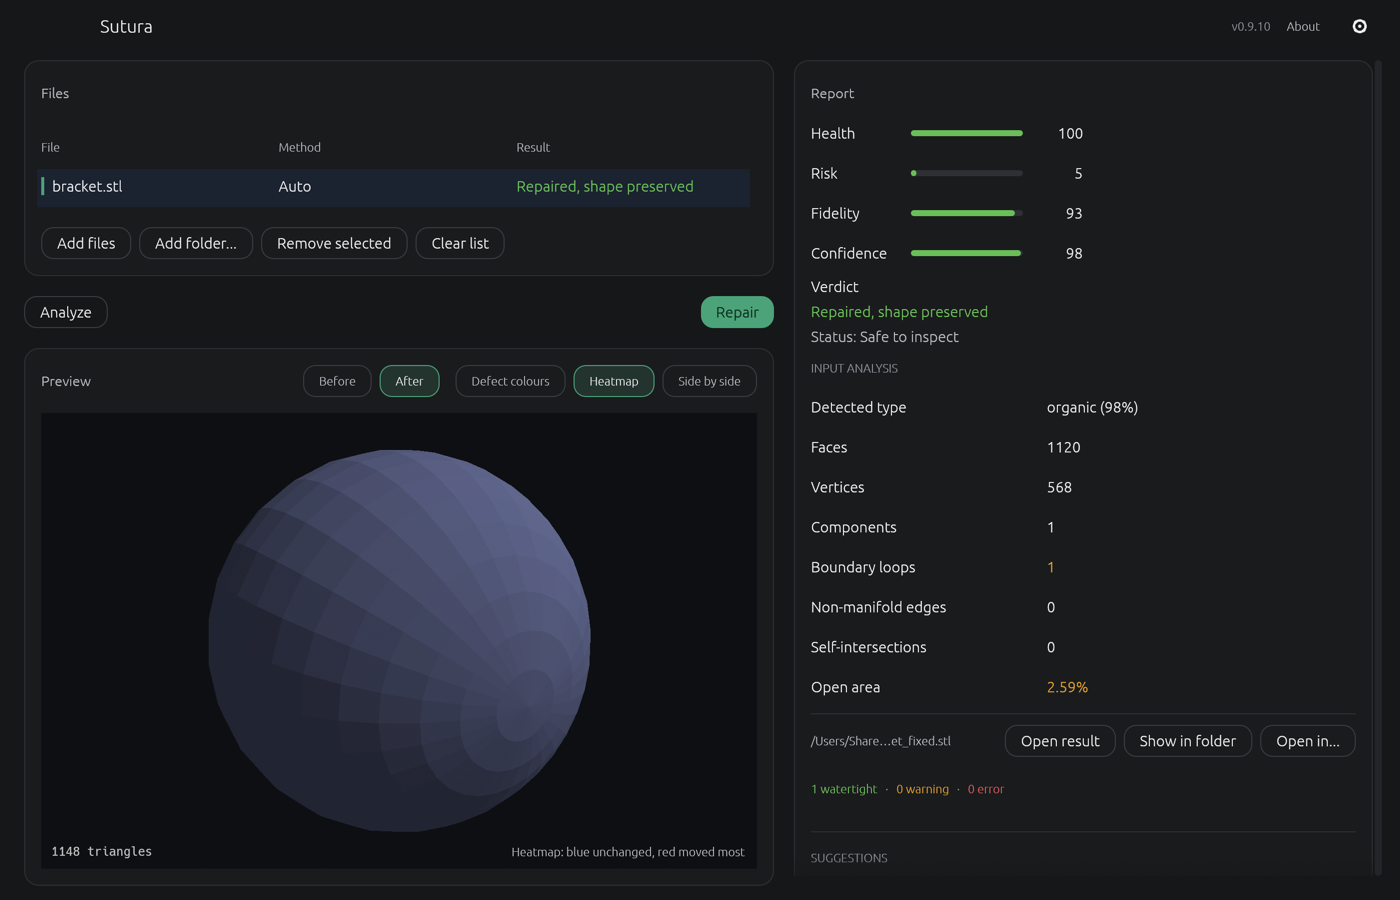 Sutura
v0.9.10 About
Files
File Method Result
bracket.stl Auto Repaired, shape preserved
Add files Add folder... Remove selected Clear list
Analyze Repair
Preview Before After Defect colours Heatmap Side by side
1148 triangles Heatmap: blue unchanged, red moved most
Report
Health 100
Risk 5
Fidelity 93
Confidence 98
Verdict
Repaired, shape preserved
Status: Safe to inspect
INPUT ANALYSIS
Detected type organic (98%)
Faces 1120
Vertices 568
Components 1
Boundary loops 1
Non-manifold edges 0
Self-intersections 0
Open area 2.59%
/Users/Share...et_fixed.stl Open result Show in folder Open in...
1 watertight · 0 warning · 0 error
SUGGESTIONS